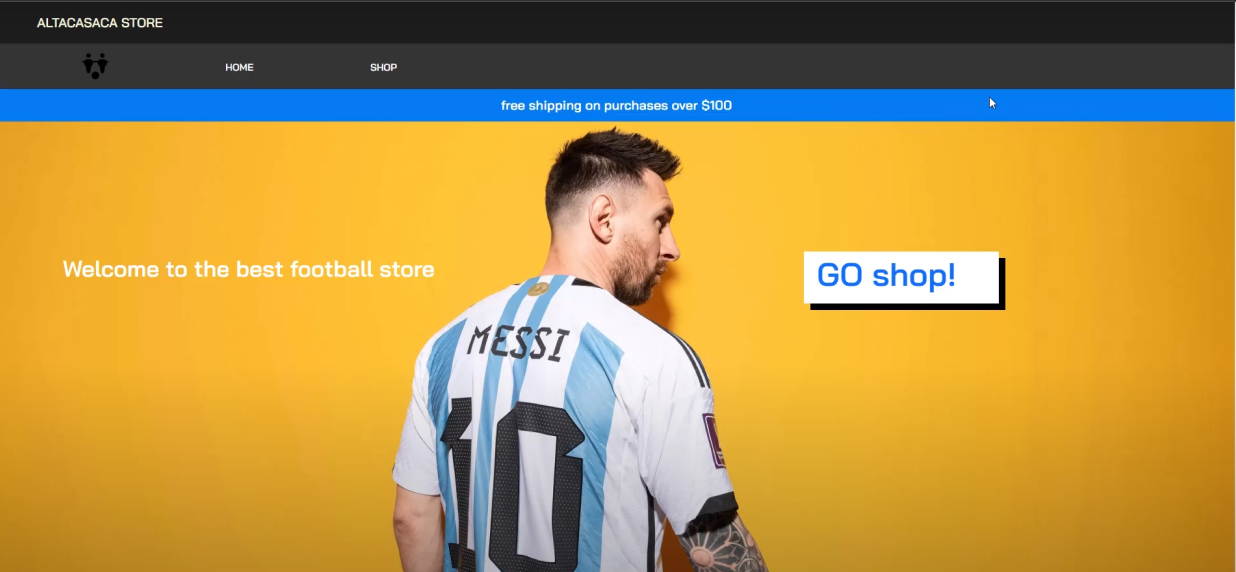 ALTACASACA STORE
HOME
SHOP
free shipping on purchases over $100
Welcome to the best football store
GO shop!
MESSI
10